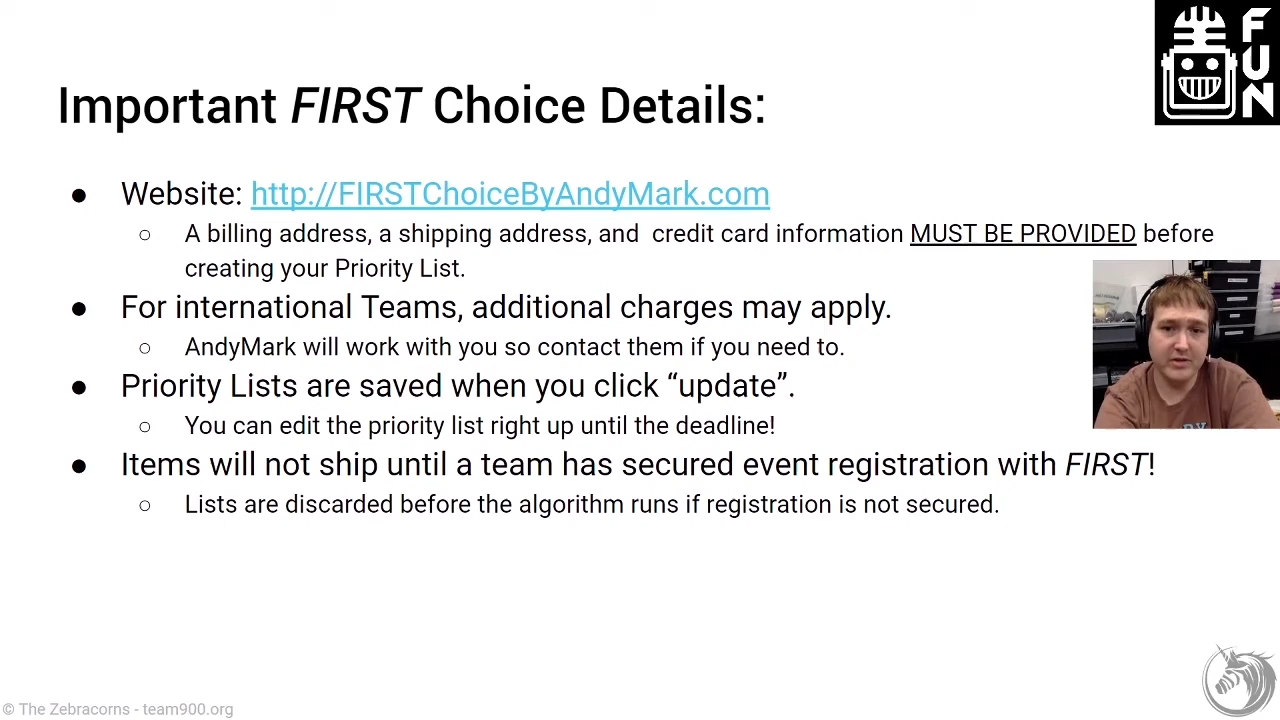 FUN
Important FIRST Choice Details:
● Website: http://FIRSTChoiceByAndyMark.com
○ A billing address, a shipping address, and credit card information MUST BE PROVIDED before
creating your Priority List.
● For international Teams, additional charges may apply.
○ AndyMark will work with you so contact them if you need to.
● Priority Lists are saved when you click “update”.
○ You can edit the priority list right up until the deadline!
● Items will not ship until a team has secured event registration with FIRST!
○ Lists are discarded before the algorithm runs if registration is not secured.
© The Zebracorns - team900.org